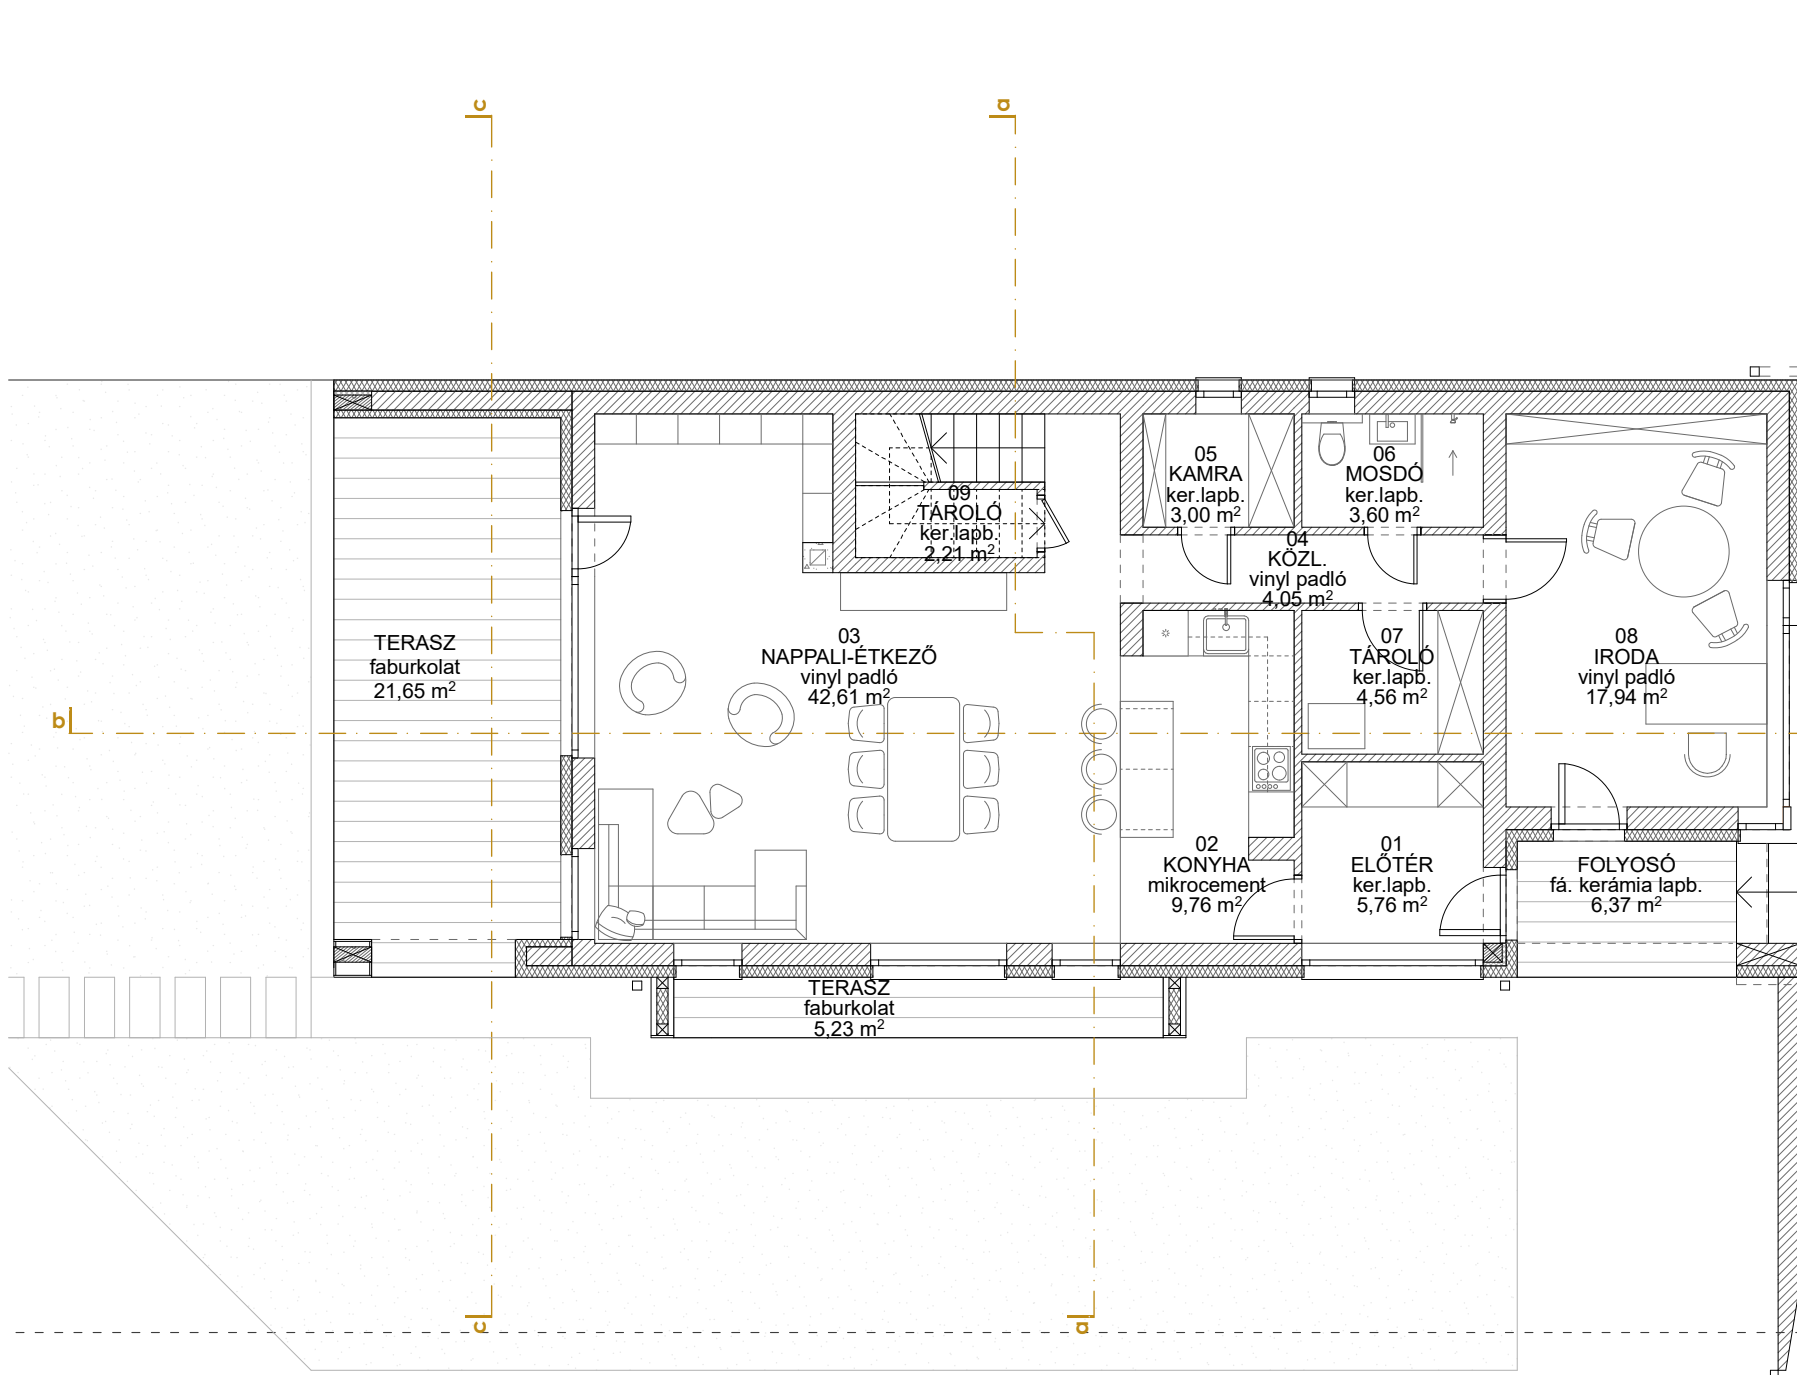 c
a
05
KAMRA
ker.lapb.
3,00 m²
06
MOSDÓ
ker.lapb.
3,60 m²
09
TÁROLÓ
ker.lapb.
2,21 m²
04
KÖZL.
vinyl padló
4,05 m²
TERASZ
faburkolat
21,65 m²
03
NAPPALI-ÉTKEZŐ
vinyl padló
42,61 m²
07
TÁROLÓ
ker.lapb.
4,56 m²
08
IRODA
vinyl padló
17,94 m²
b
02
KONYHA
mikrocement
9,76 m²
01
ELŐTÉR
ker.lapb.
5,76 m²
FOLYOSÓ
fá. kerámia lapb.
6,37 m²
TERASZ
faburkolat
5,23 m²
c
a